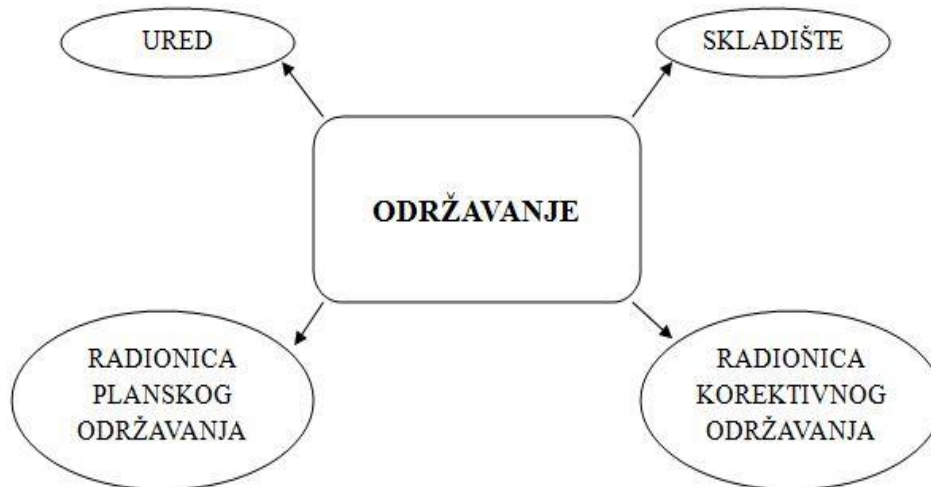 URED
SKLADIŠTE
ODRŽAVANJE
RADIONICA
PLANSKOG
ODRŽAVANJA
RADIONICA
KOREKTIVNOG
ODRŽAVANJA